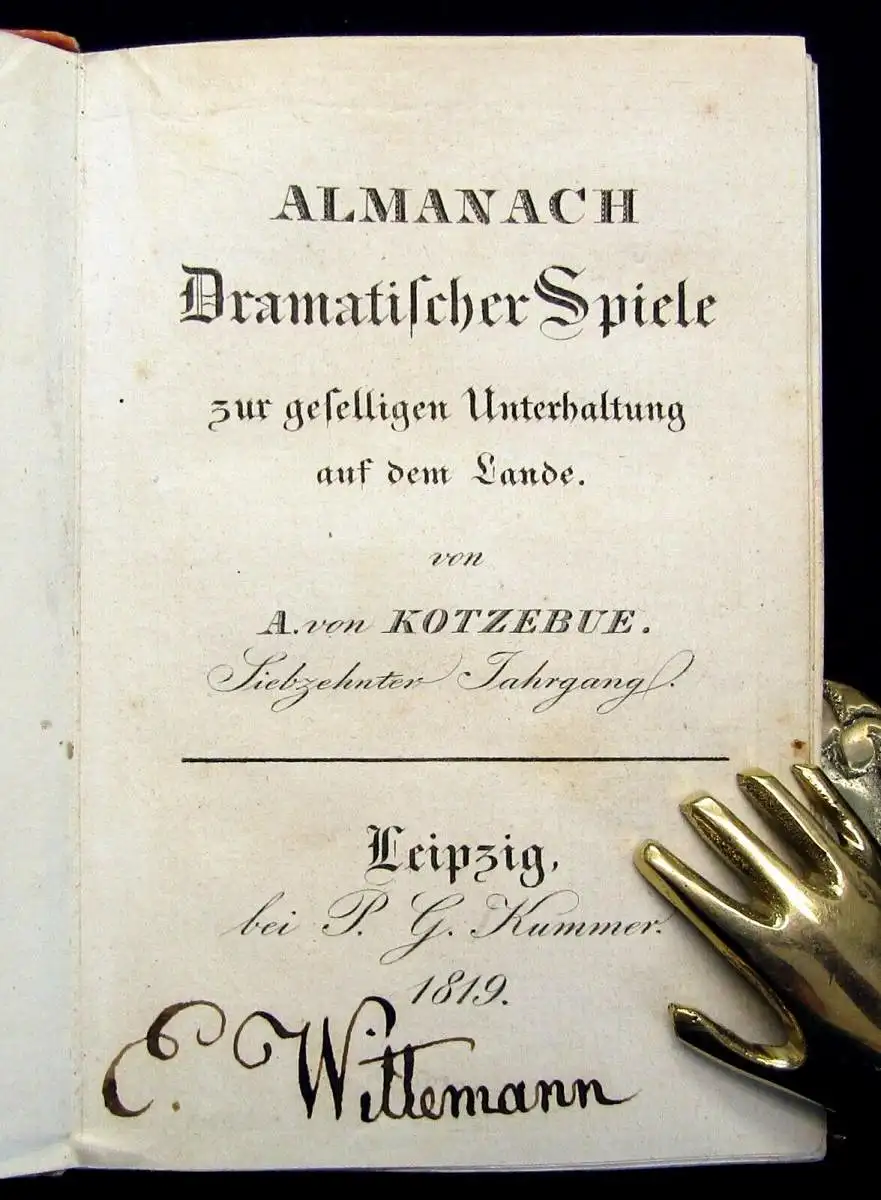 ALMANACH
Dramatiſcher Spiele
zur geſelligen Unterhaltung
auf dem Lande.
von
A. von KOTZEBUE.
Siebzehnter Jahrgang.
Leipzig,
bei P. G. Kummer.
1819.
E. Wittemann